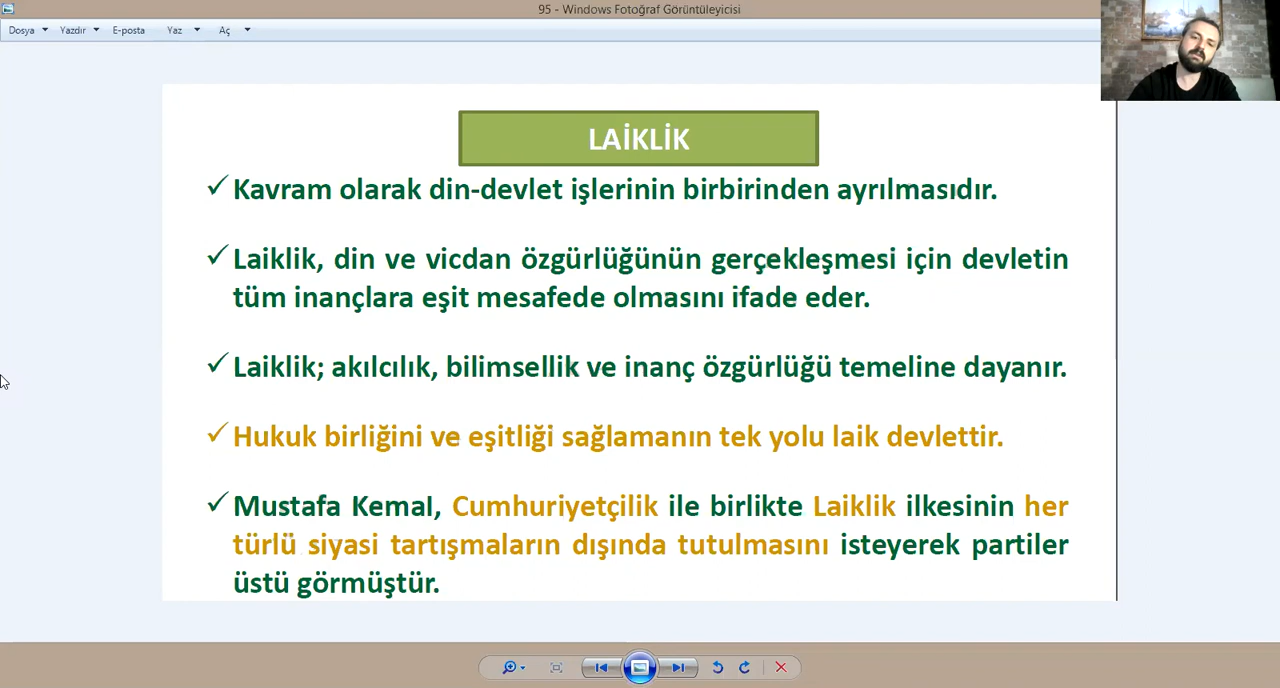 95 - Windows Fotoğraf Görüntüleyicisi
Dosya Yazdır E-posta Yaz Aç
LAİKLİK
✓ Kavram olarak din-devlet işlerinin birbirinden ayrılmasıdır.
✓ Laiklik, din ve vicdan özgürlüğünün gerçekleşmesi için devletin
tüm inançlara eşit mesafede olmasını ifade eder.
✓ Laiklik; akılcılık, bilimsellik ve inanç özgürlüğü temeline dayanır.
✓ Hukuk birliğini ve eşitliği sağlamanın tek yolu laik devlettir.
✓ Mustafa Kemal, Cumhuriyetçilik ile birlikte Laiklik ilkesinin her
türlü siyasi tartışmaların dışında tutulmasını isteyerek partiler
üstü görmüştür.